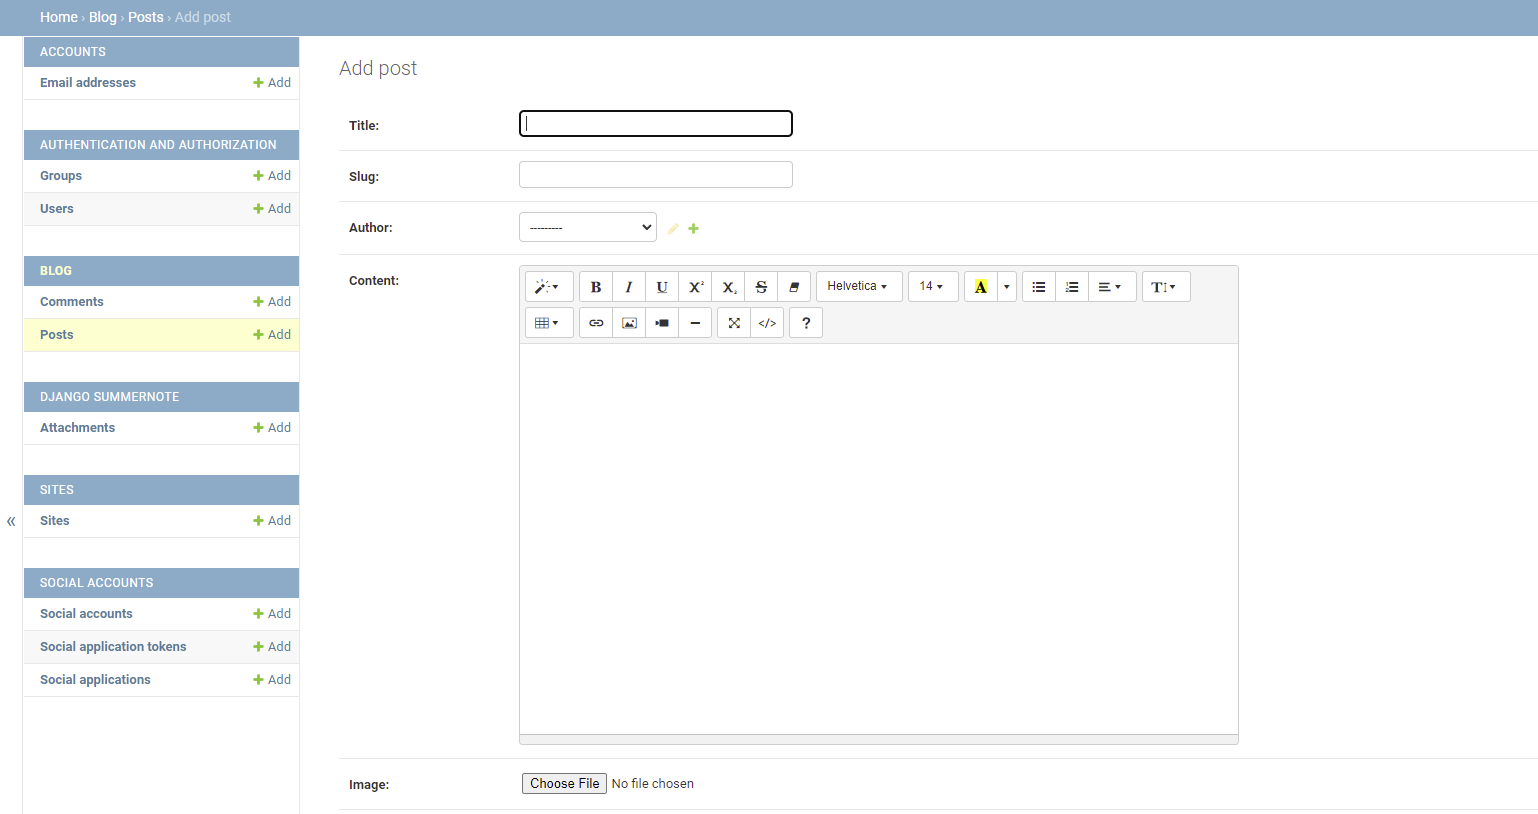 Home › Blog › Posts › Add post
«
ACCOUNTS
Email addresses + Add
AUTHENTICATION AND AUTHORIZATION
Groups + Add
Users + Add
BLOG
Comments + Add
Posts + Add
DJANGO SUMMERNOTE
Attachments + Add
SITES
Sites + Add
SOCIAL ACCOUNTS
Social accounts + Add
Social application tokens + Add
Social applications + Add
Add post
Title:
Slug:
Author: ---------
Content:
B I U X² X₂ S Helvetica 14 A T
</> ?
Image: Choose File No file chosen